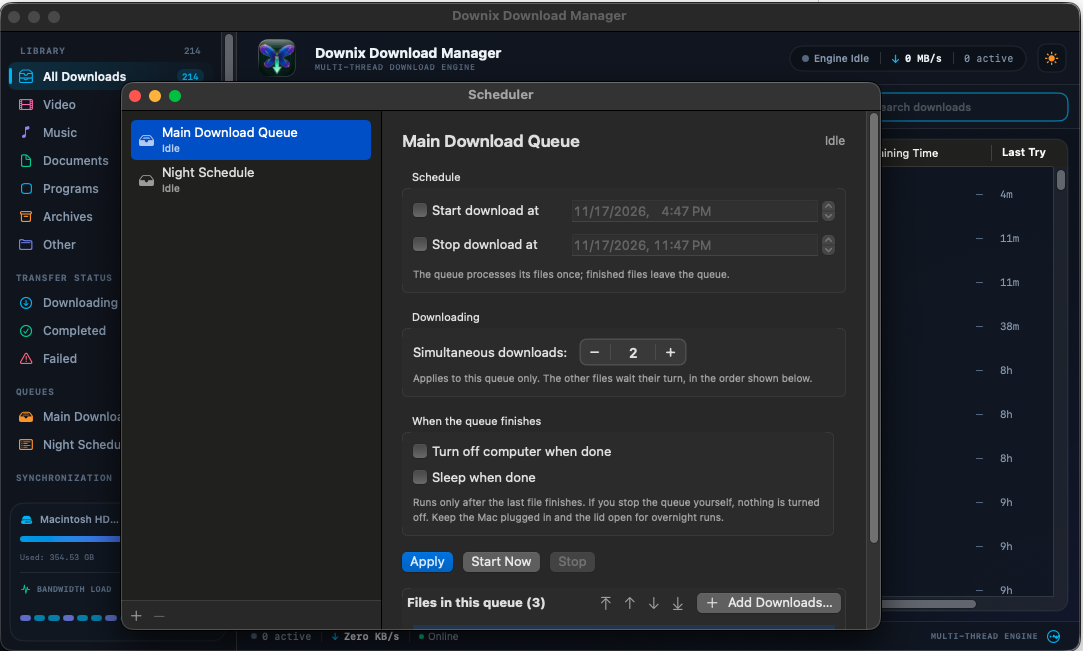 Downix Download Manager
LIBRARY 214
All Downloads 214
Video
Music
Documents
Programs
Archives
Other
TRANSFER STATUS
Downloading
Completed
Failed
QUEUES
Main Downloa
Night Schedu
SYNCHRONIZATION
Macintosh HD...
Used: 354.53 GB
BANDWIDTH LOAD
Downix Download Manager
MULTI-THREAD DOWNLOAD ENGINE
Engine Idle
↓ 0 MB/s
0 active
earch downloads
ining Time
Last Try
— 4m
— 11m
— 11m
— 38m
— 8h
— 8h
— 8h
— 9h
— 9h
— 9h
Scheduler
Main Download Queue
Idle
Night Schedule
Idle
+ —
Main Download Queue
Idle
Schedule
Start download at 11/17/2026, 4:47 PM
Stop download at 11/17/2026, 11:47 PM
The queue processes its files once; finished files leave the queue.
Downloading
Simultaneous downloads: − 2 +
Applies to this queue only. The other files wait their turn, in the order shown below.
When the queue finishes
Turn off computer when done
Sleep when done
Runs only after the last file finishes. If you stop the queue yourself, nothing is turned
off. Keep the Mac plugged in and the lid open for overnight runs.
Apply Start Now Stop
Files in this queue (3)
+ Add Downloads...
0 active ↓ Zero KB/s Online
MULTI-THREAD ENGINE